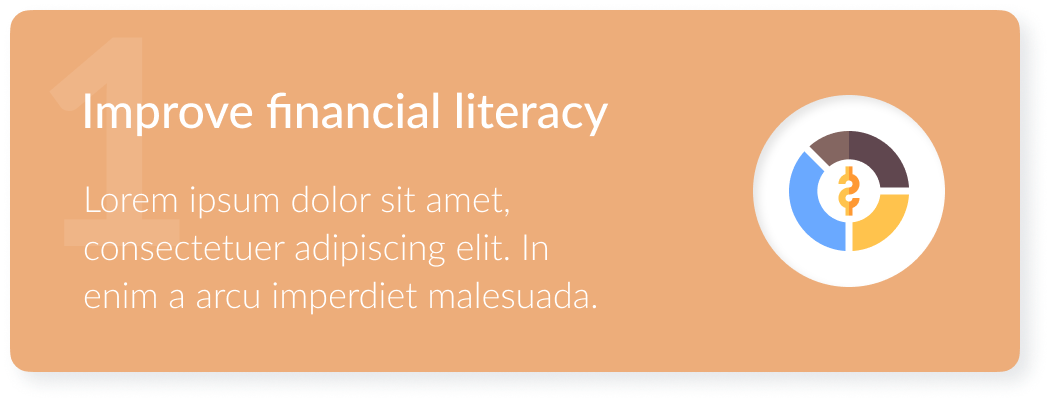 1
Improve financial literacy
Lorem ipsum dolor sit amet,
consectetuer adipiscing elit. In
enim a arcu imperdiet malesuada.
$